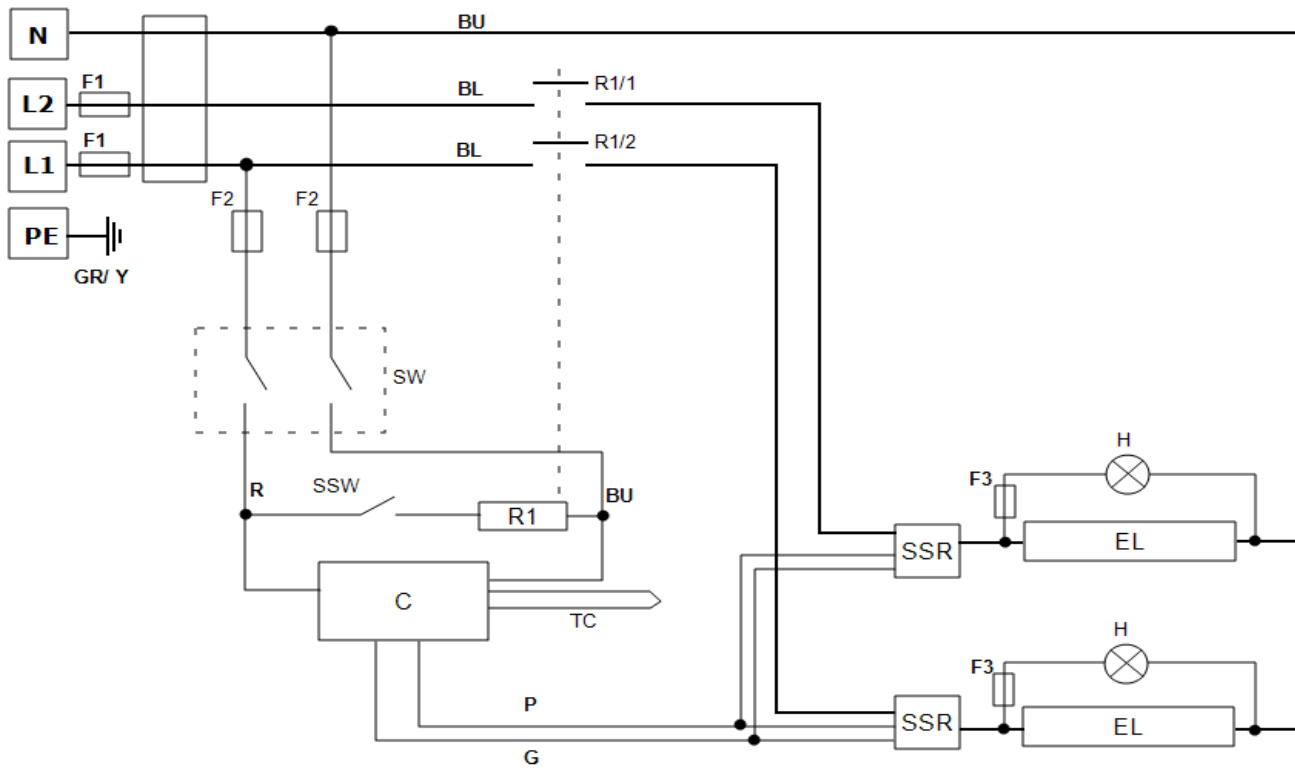 N
BU
L2
F1
BL
R1/1
L1
F1
BL
R1/2
PE
GR/ Y
F2
F2
SW
R
SSW
R1
BU
C
TC
P
G
H
F3
SSR
EL
H
F3
SSR
EL